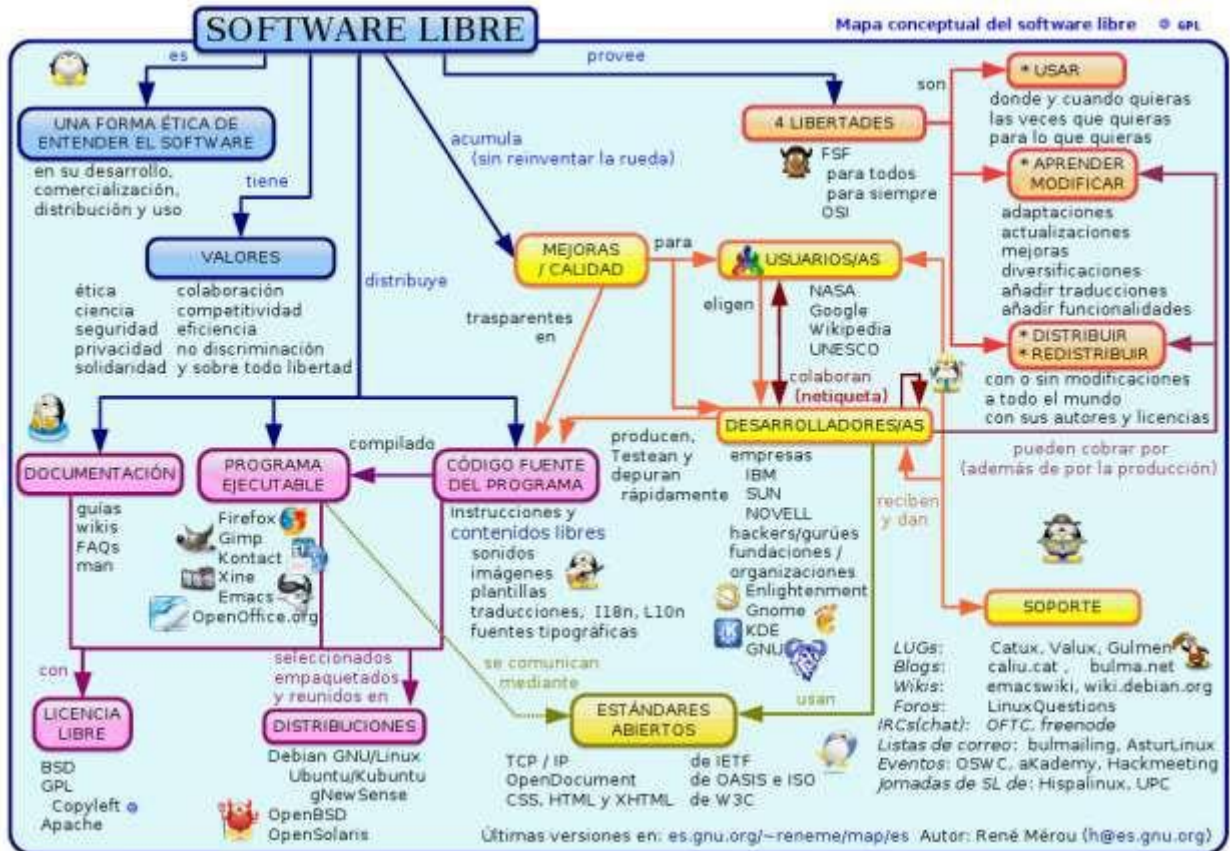 SOFTWARE LIBRE
Mapa conceptual del software libre GPL
es
provee
UNA FORMA ÉTICA DE
ENTENDER EL SOFTWARE
en su desarrollo,
comercialización,
distribución y uso
tiene
VALORES
ética colaboración
ciencia competitividad
seguridad eficiencia
privacidad no discriminación
solidaridad y sobre todo libertad
acumula
(sin reinventar la rueda)
MEJORAS
/ CALIDAD
para
trasparentes
en
4 LIBERTADES
FSF
para todos
para siempre
OSI
son
* USAR
donde y cuando quieras
las veces que quieras
para lo que quieras
* APRENDER
MODIFICAR
adaptaciones
actualizaciones
mejoras
diversificaciones
añadir traducciones
añadir funcionalidades
* DISTRIBUIR
* REDISTRIBUIR
con o sin modificaciones
a todo el mundo
con sus autores y licencias
USUARIOS/AS
NASA
Google
Wikipedia
UNESCO
eligen
colaboran
(netiqueta)
DESARROLLADORES/AS
empresas
IBM
SUN
NOVELL
hackers/gurúes
fundaciones /
organizaciones
Enlightenment
Gnome
KDE
GNU
producen,
Testean y
depuran
rápidamente
pueden cobrar por
(además de por la producción)
reciben
y dan
distribuye
DOCUMENTACIÓN
guías
wikis
FAQs
man
PROGRAMA
EJECUTABLE
Firefox
Gimp
Kontact
Xine
Emacs
OpenOffice.org
compilado
CÓDIGO FUENTE
DEL PROGRAMA
Instrucciones y
contenidos libres
sonidos
imágenes
plantillas
traducciones, I18n, L10n
fuentes tipográficas
con
LICENCIA
LIBRE
BSD
GPL
Copyleft
Apache
seleccionados
empaquetados
y reunidos en
DISTRIBUCIONES
Debian GNU/Linux
Ubuntu/Kubuntu
gNewSense
OpenBSD
OpenSolaris
se comunican
mediante
usan
ESTÁNDARES
ABIERTOS
TCP / IP de IETF
OpenDocument de OASIS e ISO
CSS, HTML y XHTML de W3C
SOPORTE
LUGs: Catux, Valux, Gulmen
Blogs: caliu.cat , bulma.net
Wikis: emacswiki, wiki.debian.org
Foros: LinuxQuestions
IRCs(chat): OFTC, freenode
Listas de correo: bulmailing, AsturLinux
Eventos: OSWC, aKademy, Hackmeeting
Jornadas de SL de: Hispalinux, UPC
Últimas versiones en: es.gnu.org/~reneme/map/es Autor: René Mérou (h@es.gnu.org)